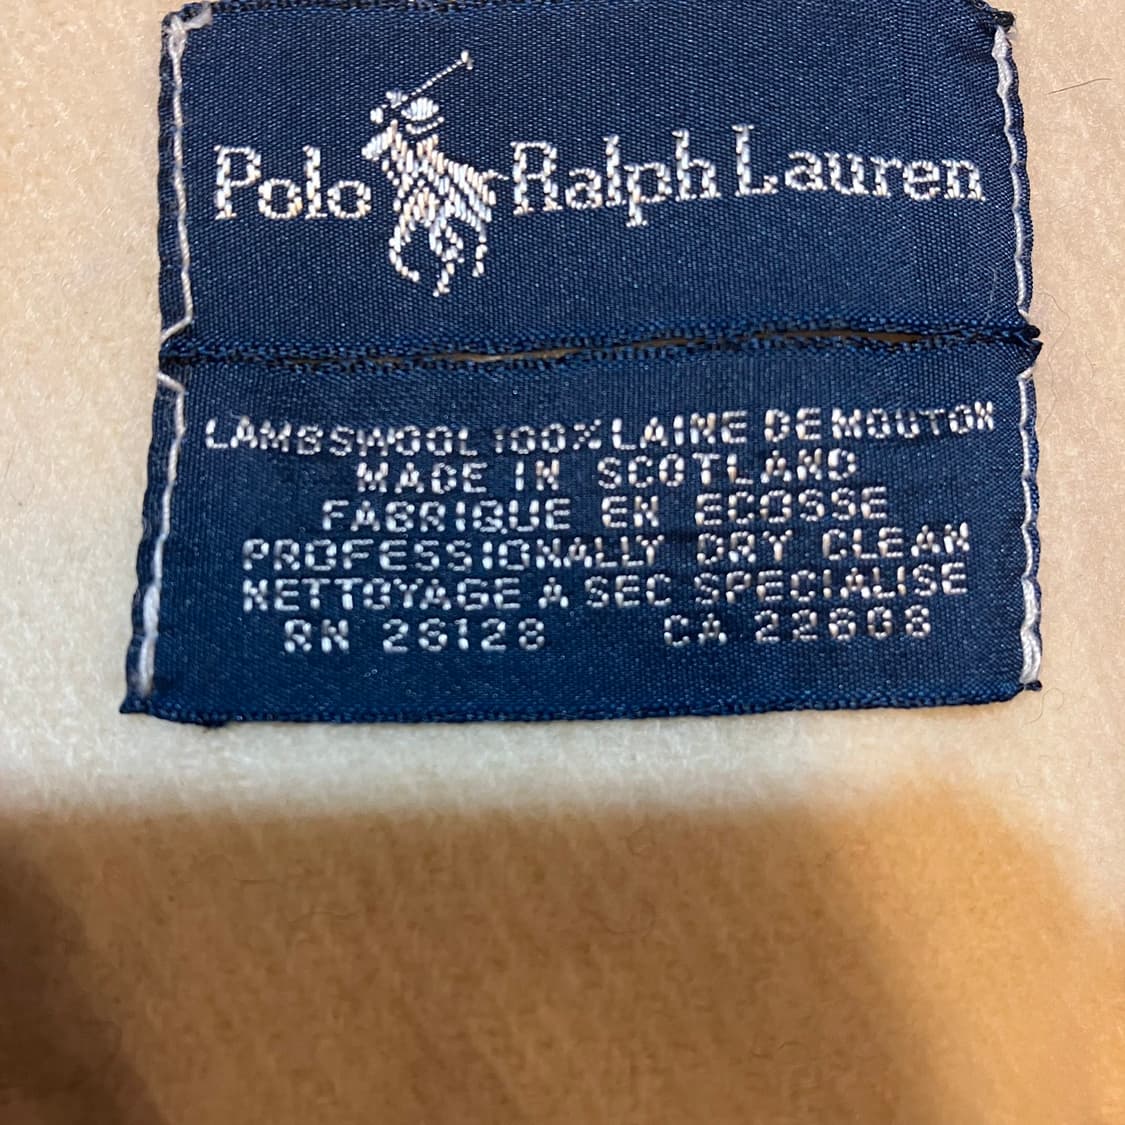 Polo Ralph Lauren
LAMBSWOOL 100% LAINE DE MOUTON
MADE IN SCOTLAND
FABRIQUE EN ECOSSE
PROFESSIONALLY DRY CLEAN
NETTOYAGE A SEC SPECIALISE
RN 26128 CA 22608